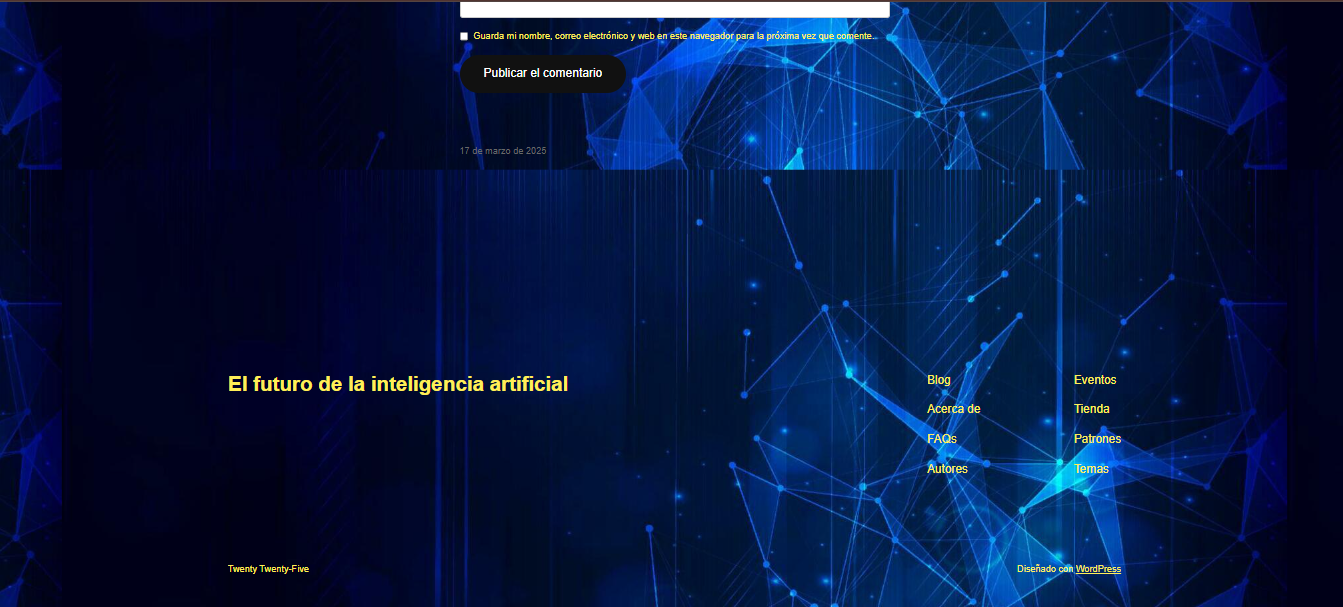 Guarda mi nombre, correo electrónico y web en este navegador para la próxima vez que comente.
Publicar el comentario
17 de marzo de 2025
El futuro de la inteligencia artificial
Blog
Acerca de
FAQs
Autores
Eventos
Tienda
Patrones
Temas
Twenty Twenty-Five
Diseñado con WordPress